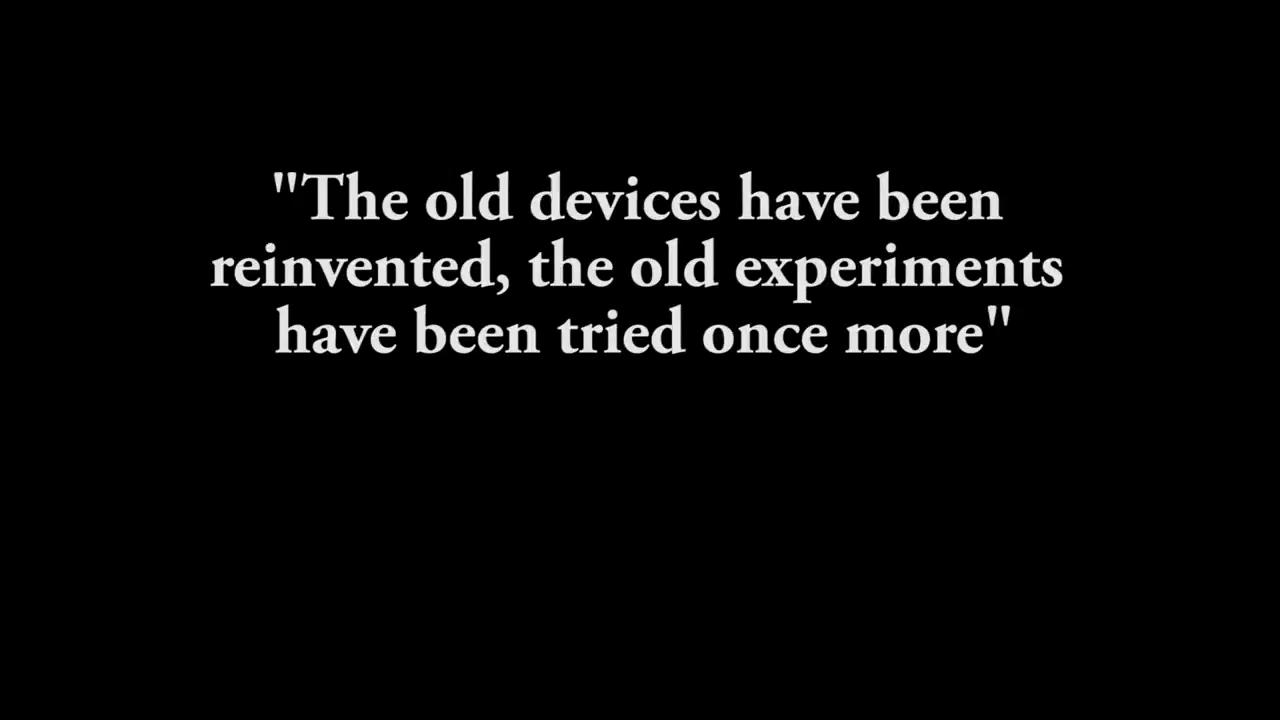 "The old devices have been
reinvented, the old experiments
have been tried once more"